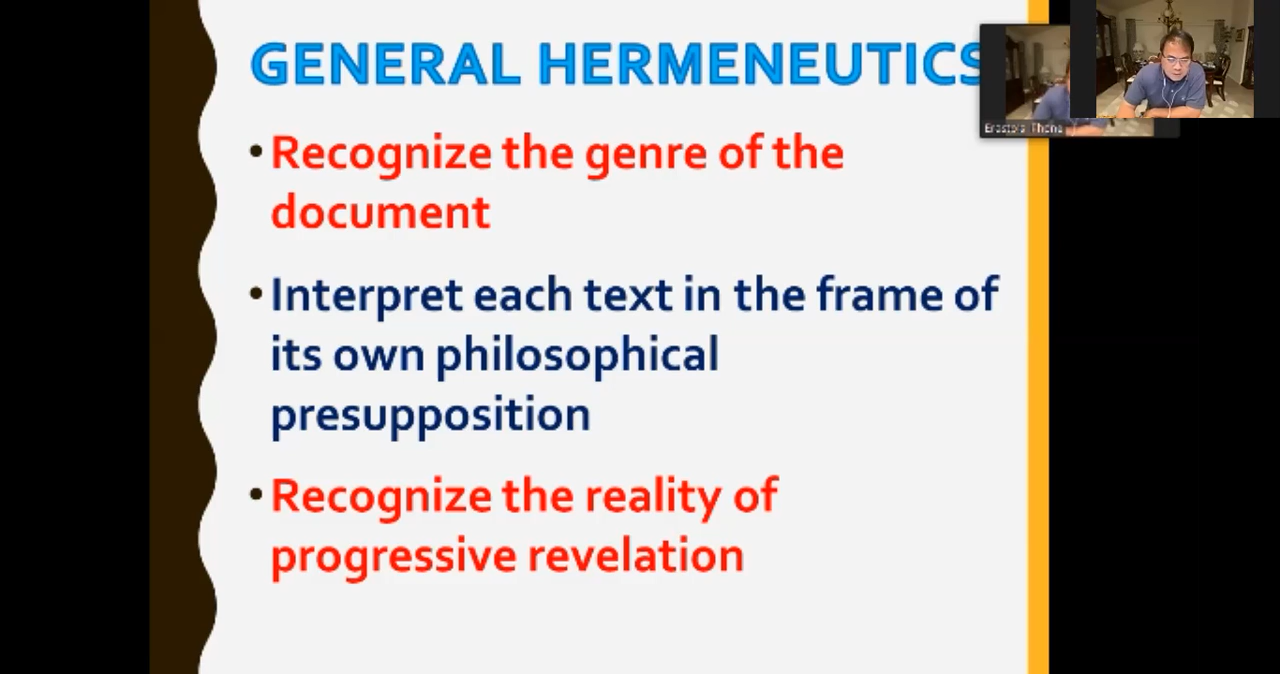 GENERAL HERMENEUTICS
• Recognize the genre of the
document
• Interpret each text in the frame of
its own philosophical
presupposition
• Recognize the reality of
progressive revelation